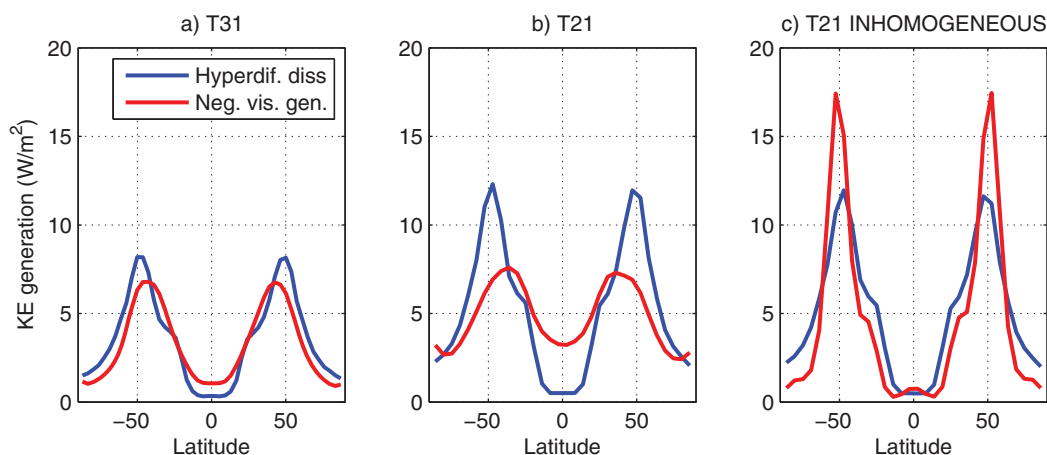 a) T31
b) T21
c) T21 INHOMOGENEOUS
Hyperdif. diss
Neg. vis. gen.
KE generation (W/m²)
20
15
10
5
0
−50
0
50
Latitude
20
15
10
5
0
−50
0
50
Latitude
20
15
10
5
0
−50
0
50
Latitude